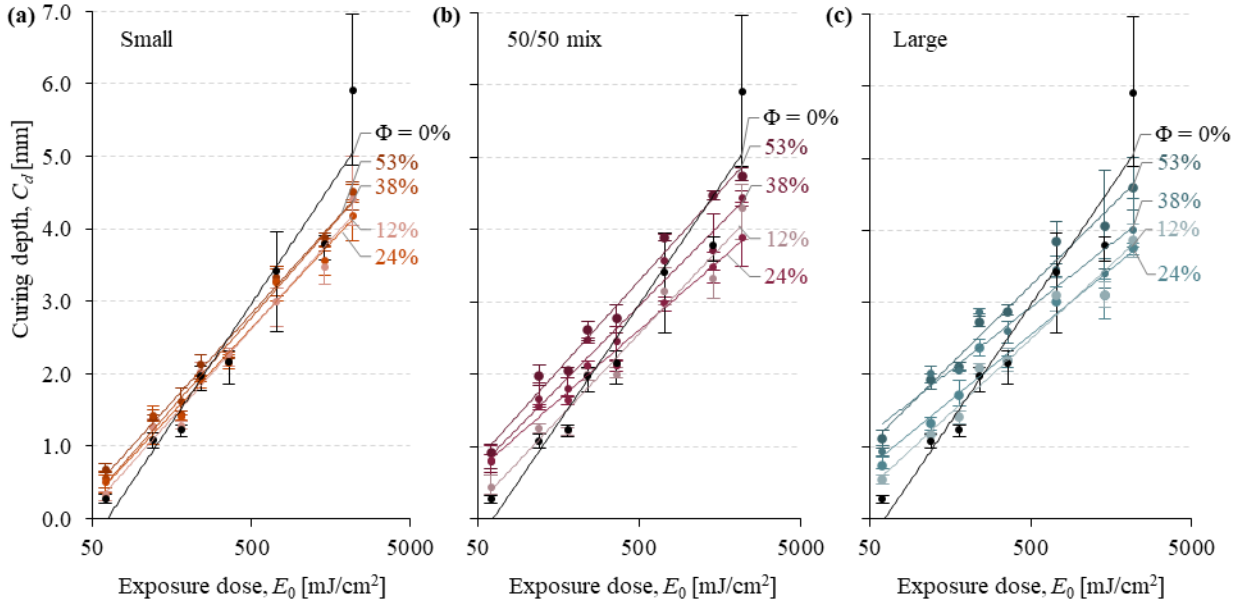 (a)
Small
7.0
6.0
5.0
4.0
3.0
2.0
1.0
0.0
Curing depth, C_d [mm]
Φ = 0%
53%
38%
12%
24%
50
500
5000
Exposure dose, E₀ [mJ/cm²]
(b)
50/50 mix
Φ = 0%
53%
38%
12%
24%
50
500
5000
Exposure dose, E₀ [mJ/cm²]
(c)
Large
Φ = 0%
53%
38%
12%
24%
50
500
5000
Exposure dose, E₀ [mJ/cm²]